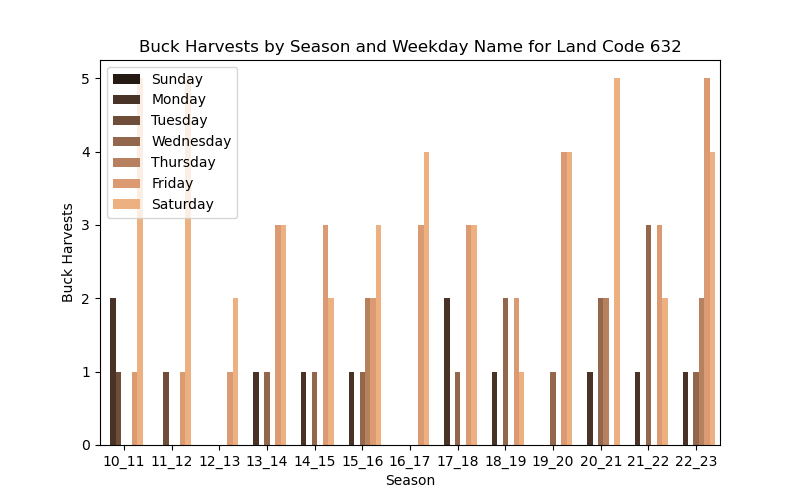 Buck Harvests by Season and Weekday Name for Land Code 632
Sunday
Monday
Tuesday
Wednesday
Thursday
Friday
Saturday
5
4
3
2
1
0
Buck Harvests
10_11 11_12 12_13 13_14 14_15 15_16 16_17 17_18 18_19 19_20 20_21 21_22 22_23
Season